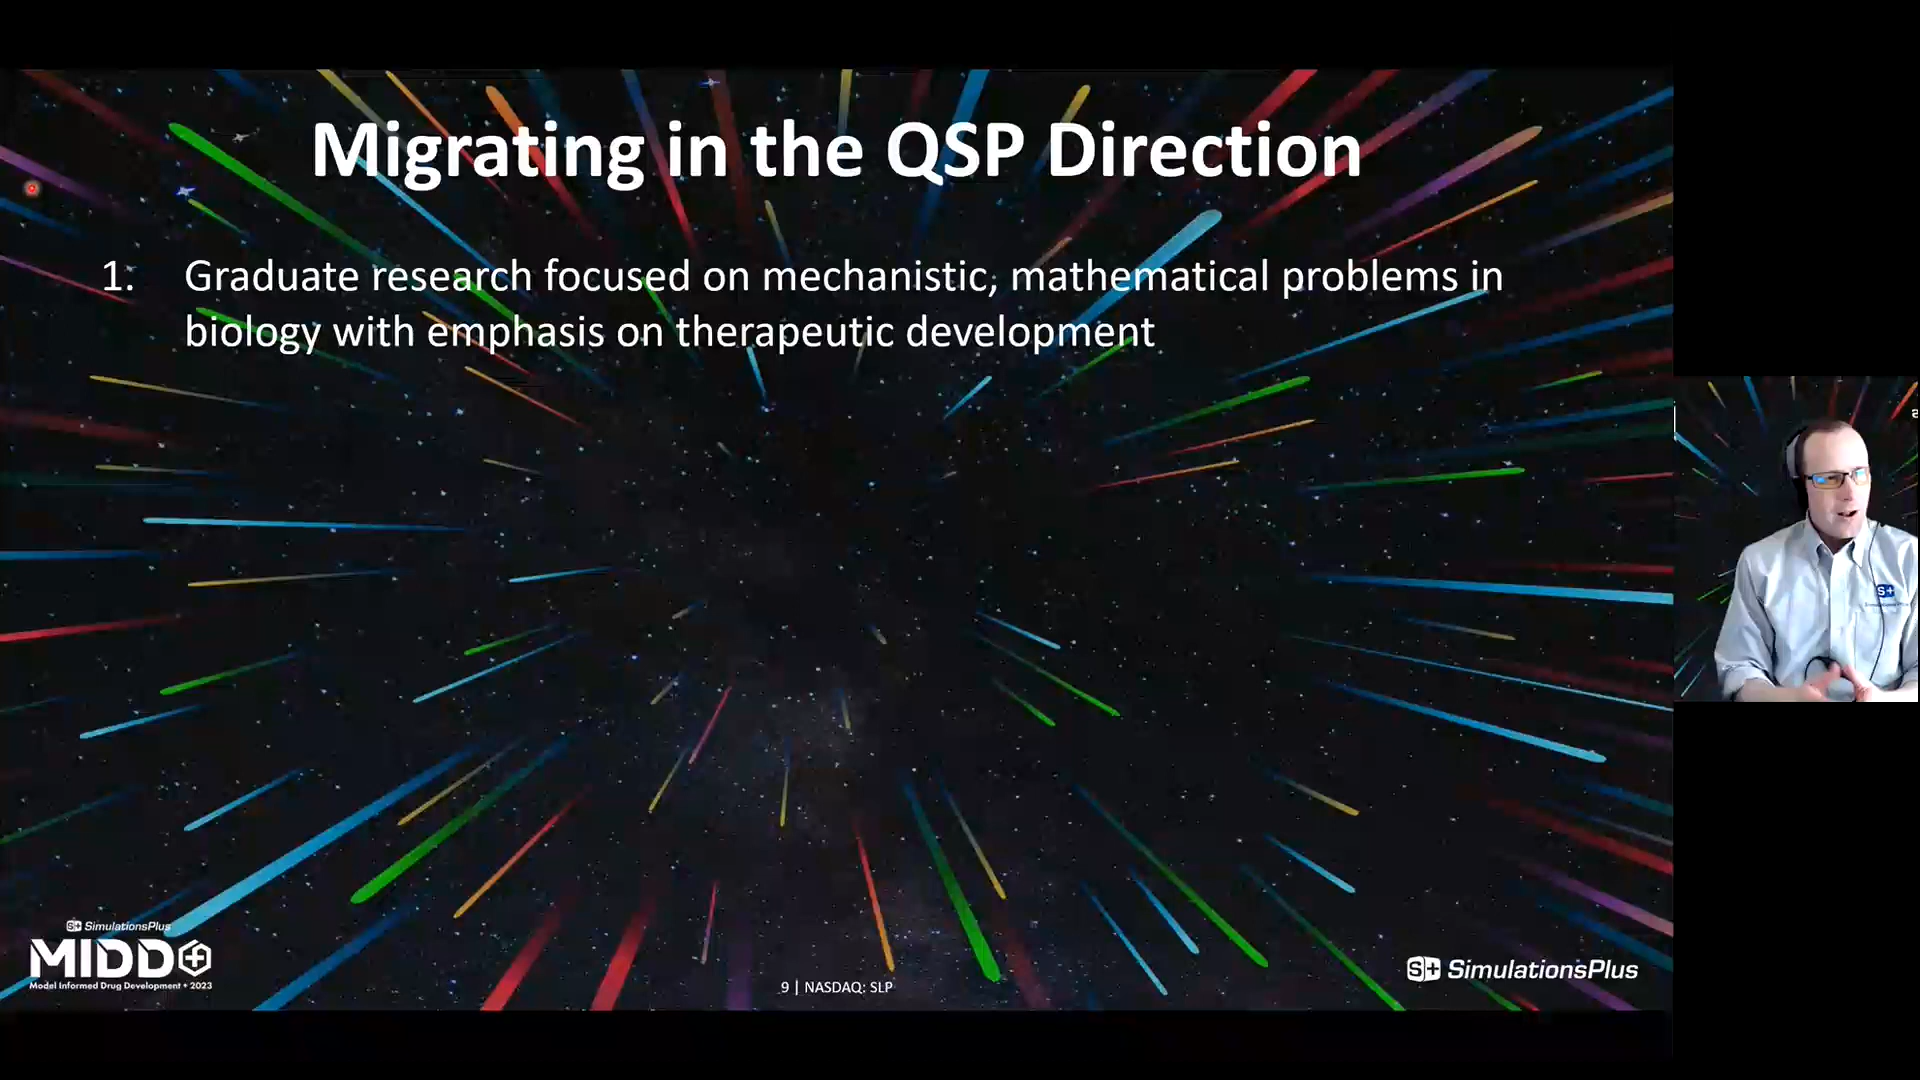 Migrating in the QSP Direction
1. Graduate research focused on mechanistic, mathematical problems in
biology with emphasis on therapeutic development
S+ SimulationsPlus
MIDD+
Model Informed Drug Development + 2023
9 | NASDAQ: SLP
S+ SimulationsPlus
S+